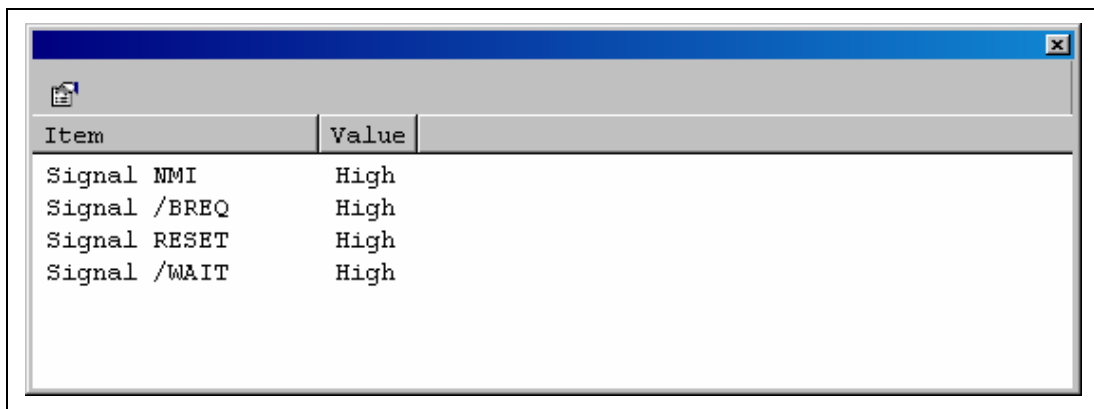 Item Value
Signal NMI High
Signal /BREQ High
Signal RESET High
Signal /WAIT High